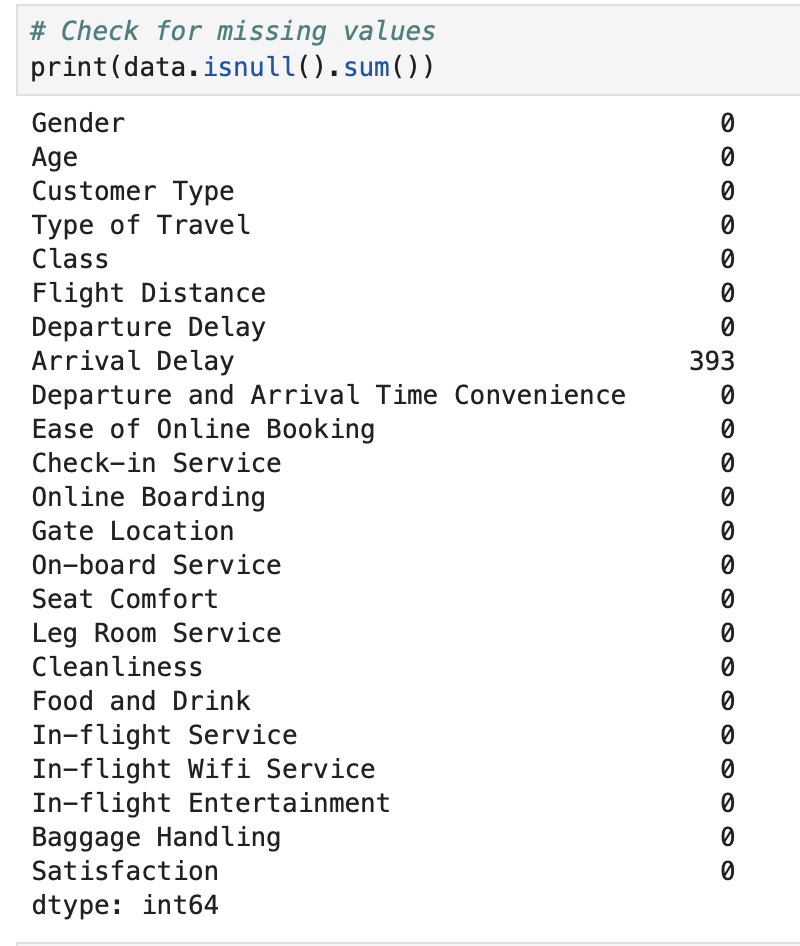 # Check for missing values
print(data.isnull().sum())
Gender 0
Age 0
Customer Type 0
Type of Travel 0
Class 0
Flight Distance 0
Departure Delay 0
Arrival Delay 393
Departure and Arrival Time Convenience 0
Ease of Online Booking 0
Check-in Service 0
Online Boarding 0
Gate Location 0
On-board Service 0
Seat Comfort 0
Leg Room Service 0
Cleanliness 0
Food and Drink 0
In-flight Service 0
In-flight Wifi Service 0
In-flight Entertainment 0
Baggage Handling 0
Satisfaction 0
dtype: int64